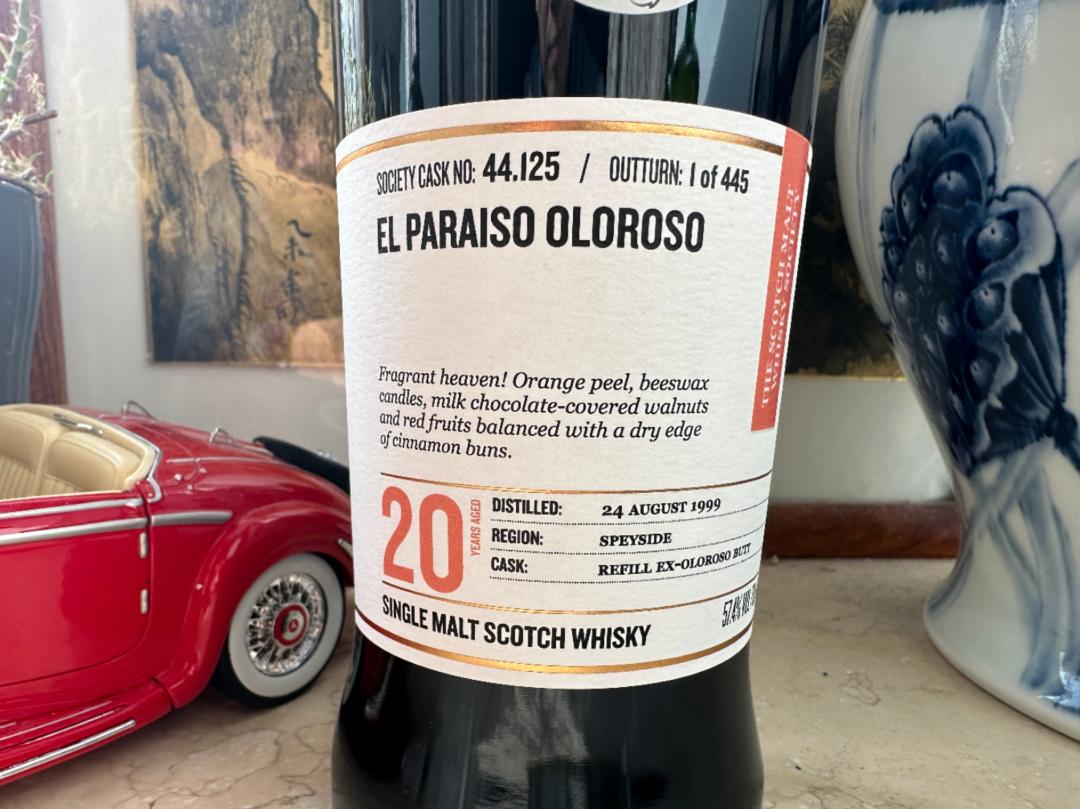 SOCIETY CASK NO: 44.125 / OUTTURN: 1 of 445
EL PARAISO OLOROSO
THE SCOTCH MALT
WHISKY SOCIETY
Fragrant heaven! Orange peel, beeswax
candles, milk chocolate-covered walnuts
and red fruits balanced with a dry edge
of cinnamon buns.
20
YEARS AGED
DISTILLED: 24 AUGUST 1999
REGION: SPEYSIDE
CASK: REFILL EX-OLOROSO BUTT
SINGLE MALT SCOTCH WHISKY
57.4%